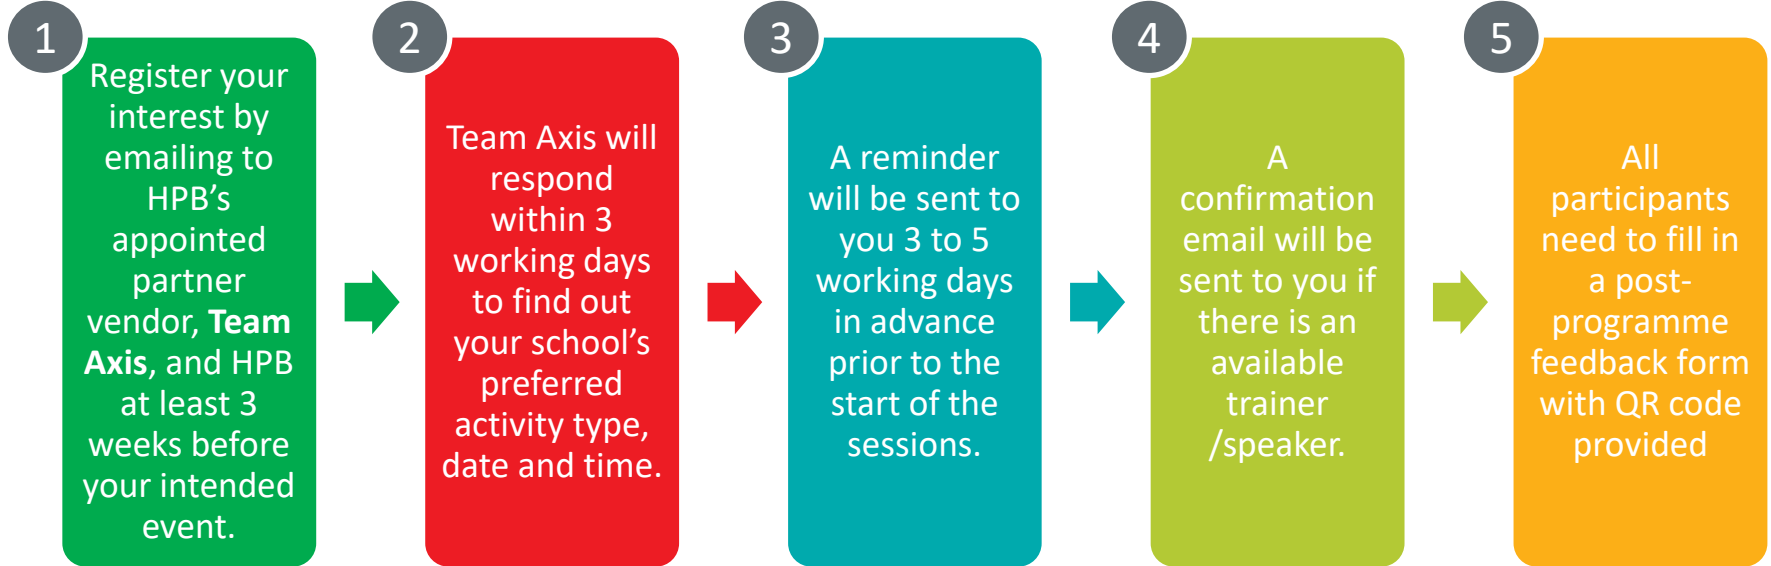 1
Register your
interest by
emailing to
HPB’s
appointed
partner
vendor, Team
Axis, and HPB
at least 3
weeks before
your intended
event.
2
Team Axis will
respond
within 3
working days
to find out
your school’s
preferred
activity type,
date and time.
3
A reminder
will be sent to
you 3 to 5
working days
in advance
prior to the
start of the
sessions.
4
A
confirmation
email will be
sent to you if
there is an
available
trainer
/speaker.
5
All
participants
need to fill in
a post-
programme
feedback form
with QR code
provided